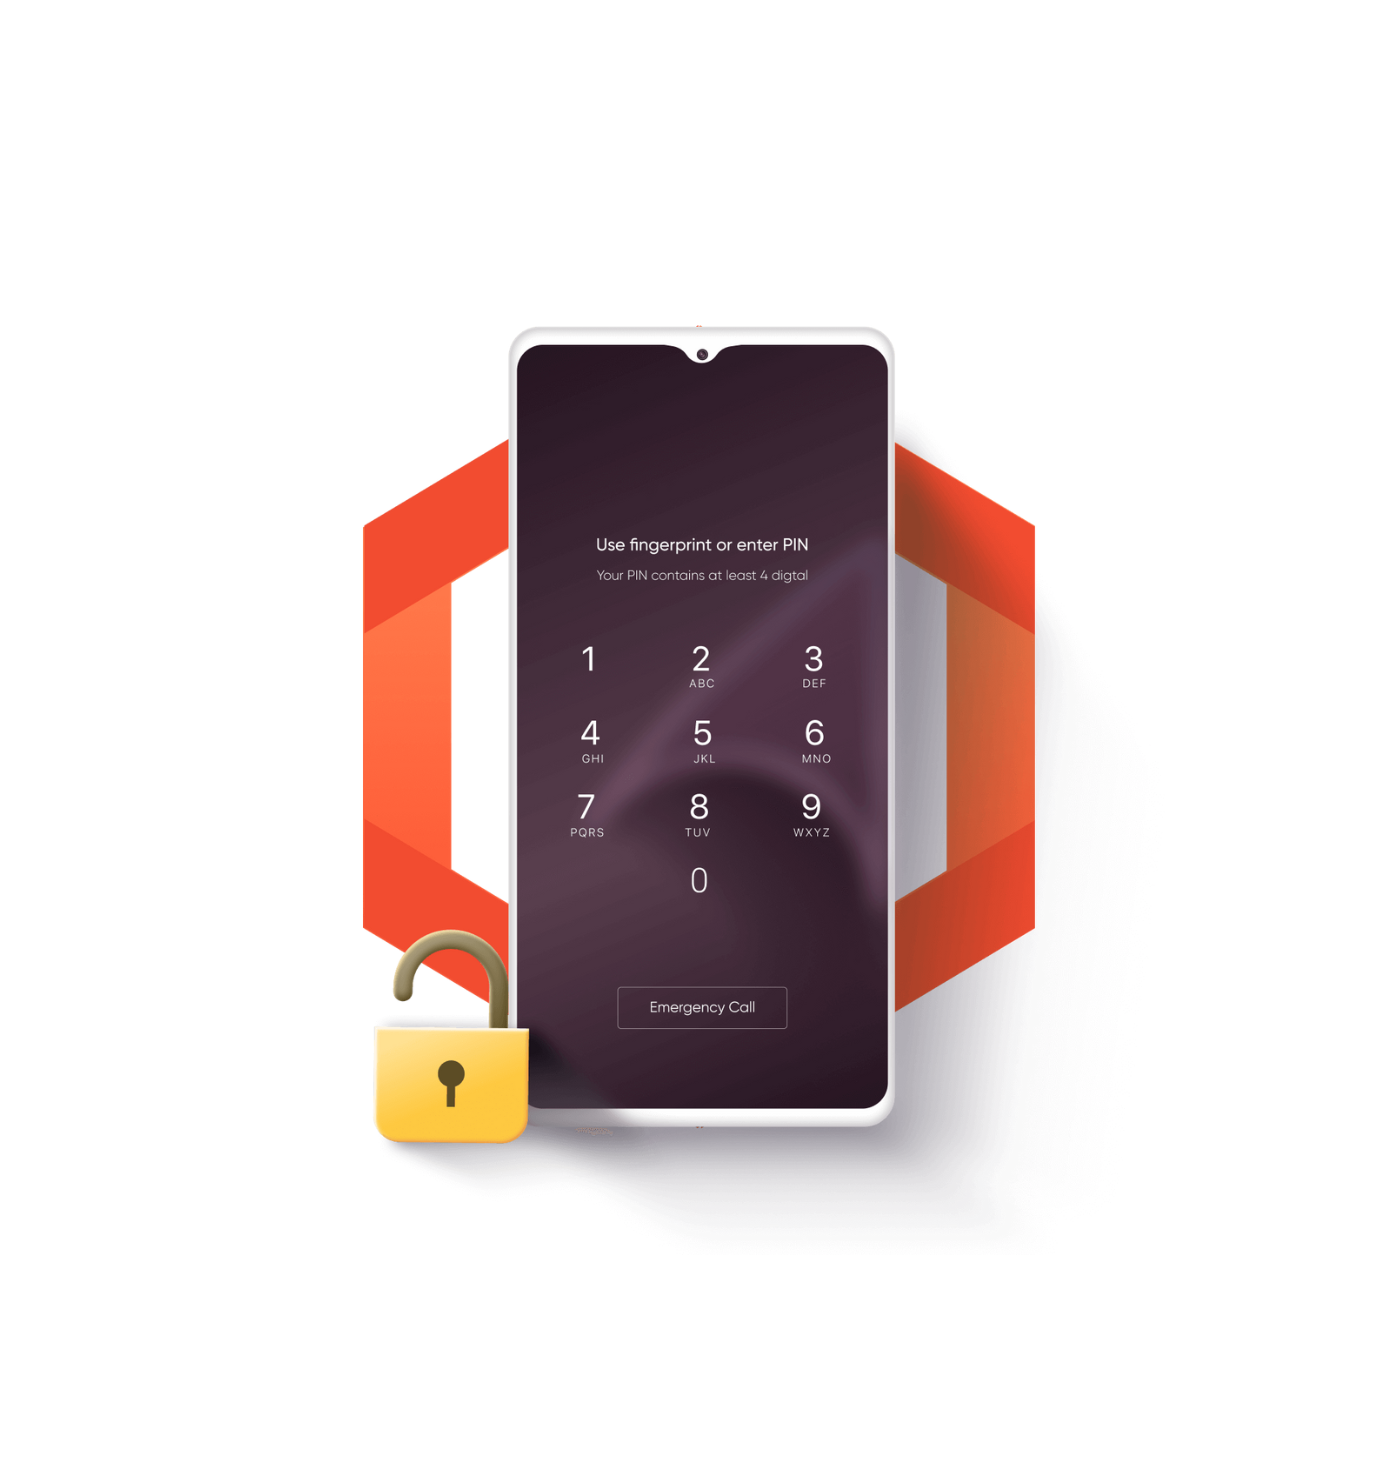 Use fingerprint or enter PIN
Your PIN contains at least 4 digtal
1 2 3
ABC DEF
4 5 6
GHI JKL MNO
7 8 9
PQRS TUV WXYZ
0
Emergency Call